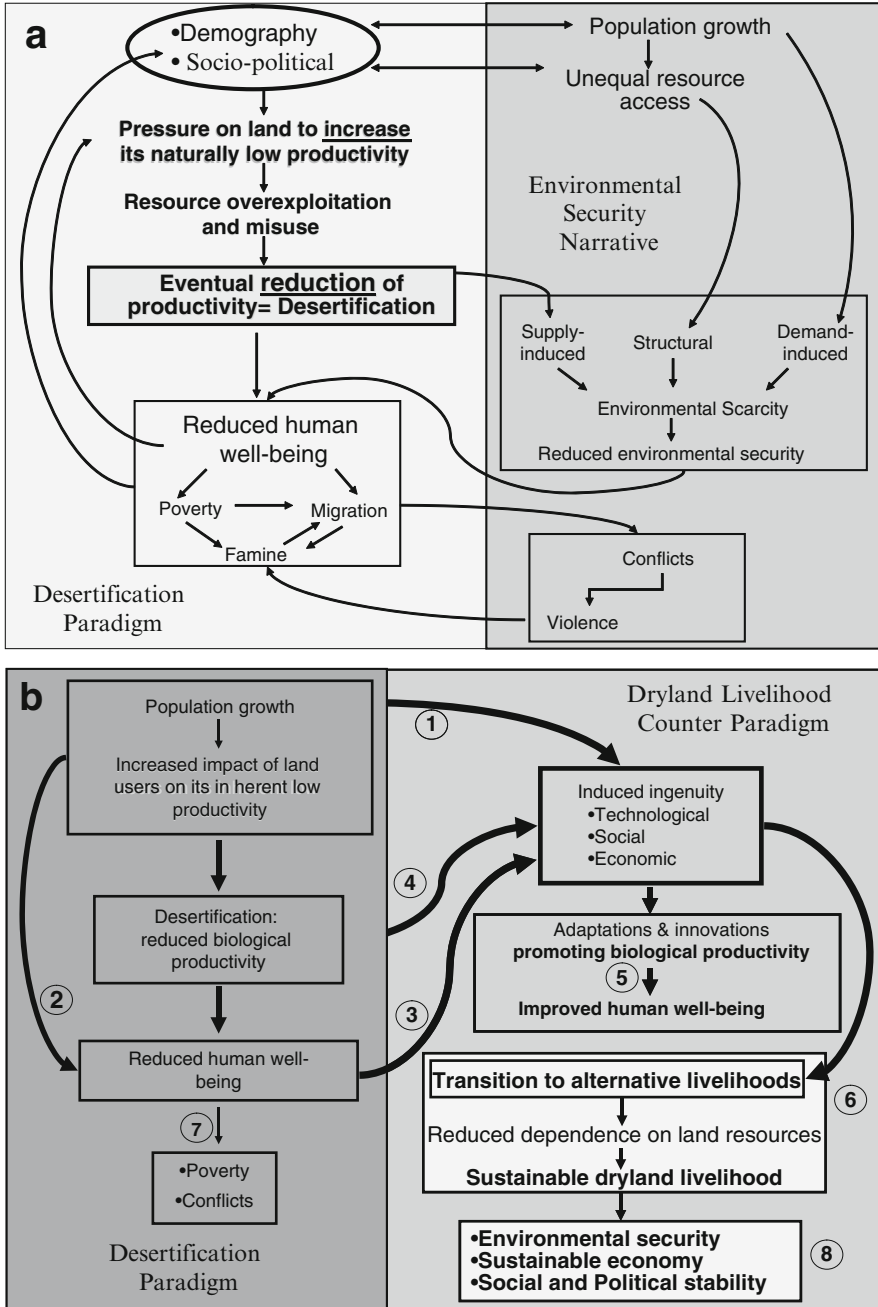 a
•Demography
• Socio-political
Population growth
Unequal resource
access
Pressure on land to increase
its naturally low productivity
Resource overexploitation
and misuse
Environmental
Security
Narrative
Eventual reduction of
productivity= Desertification
Supply-
induced
Structural
Demand-
induced
Environmental Scarcity
Reduced environmental security
Reduced human
well-being
Poverty
Migration
Famine
Conflicts
Violence
Desertification
Paradigm
b
Population growth
Increased impact of land
users on its in herent low
productivity
Dryland Livelihood
Counter Paradigm
1
Induced ingenuity
•Technological
•Social
•Economic
4
Desertification:
reduced biological
productivity
Adaptations & innovations
promoting biological productivity
5
Improved human well-being
2
3
Reduced human well-
being
Transition to alternative livelihoods
6
Reduced dependence on land resources
Sustainable dryland livelihood
7
•Poverty
•Conflicts
•Environmental security
•Sustainable economy
•Social and Political stability
8
Desertification
Paradigm